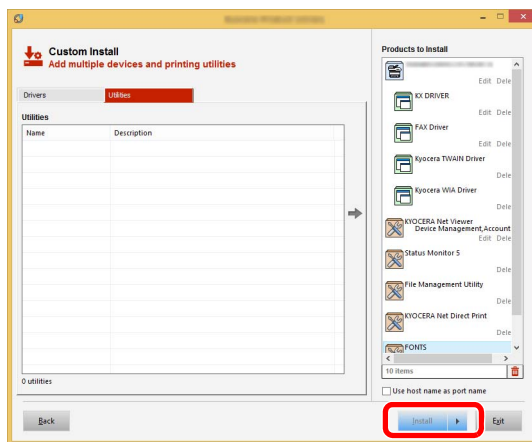 Custom Install
Add multiple devices and printing utilities
Drivers
Utilities
Utilities
Name Description
0 utilities
Products to Install
Edit Dele
KX DRIVER
Edit Dele
FAX Driver
Edit Dele
Kyocera TWAIN Driver
Dele
Kyocera WIA Driver
Dele
KYOCERA Net Viewer
Device Management,Account
Edit Dele
Status Monitor 5
Dele
File Management Utility
Dele
KYOCERA Net Direct Print
Dele
FONTS
10 items
Use host name as port name
Back
Install
Exit